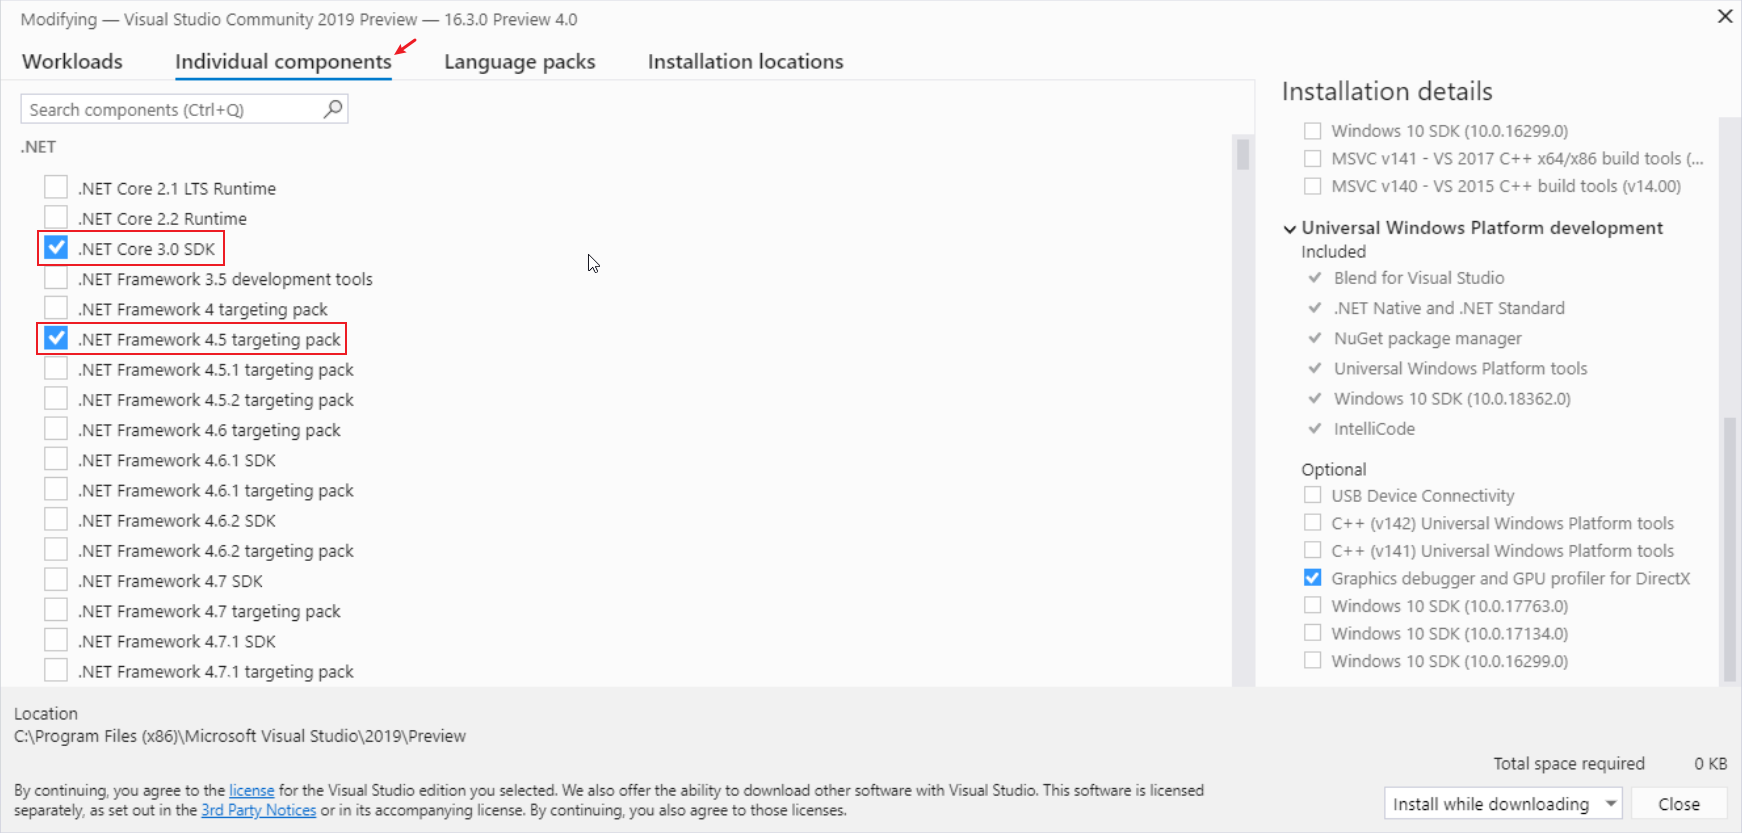 Modifying — Visual Studio Community 2019 Preview — 16.3.0 Preview 4.0
Workloads
Individual components
Language packs
Installation locations
Search components (Ctrl+Q)
.NET
.NET Core 2.1 LTS Runtime
.NET Core 2.2 Runtime
.NET Core 3.0 SDK
.NET Framework 3.5 development tools
.NET Framework 4 targeting pack
.NET Framework 4.5 targeting pack
.NET Framework 4.5.1 targeting pack
.NET Framework 4.5.2 targeting pack
.NET Framework 4.6 targeting pack
.NET Framework 4.6.1 SDK
.NET Framework 4.6.1 targeting pack
.NET Framework 4.6.2 SDK
.NET Framework 4.6.2 targeting pack
.NET Framework 4.7 SDK
.NET Framework 4.7 targeting pack
.NET Framework 4.7.1 SDK
.NET Framework 4.7.1 targeting pack
Installation details
Windows 10 SDK (10.0.16299.0)
MSVC v141 - VS 2017 C++ x64/x86 build tools (...
MSVC v140 - VS 2015 C++ build tools (v14.00)
Universal Windows Platform development
Included
Blend for Visual Studio
.NET Native and .NET Standard
NuGet package manager
Universal Windows Platform tools
Windows 10 SDK (10.0.18362.0)
IntelliCode
Optional
USB Device Connectivity
C++ (v142) Universal Windows Platform tools
C++ (v141) Universal Windows Platform tools
Graphics debugger and GPU profiler for DirectX
Windows 10 SDK (10.0.17763.0)
Windows 10 SDK (10.0.17134.0)
Windows 10 SDK (10.0.16299.0)
Location
C:\Program Files (x86)\Microsoft Visual Studio\2019\Preview
Total space required 0 KB
By continuing, you agree to the license for the Visual Studio edition you selected. We also offer the ability to download other software with Visual Studio. This software is licensed
separately, as set out in the 3rd Party Notices or in its accompanying license. By continuing, you also agree to those licenses.
Install while downloading
Close